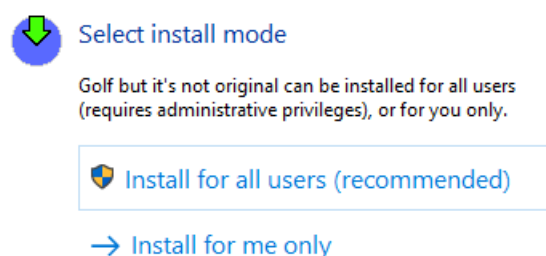 Select install mode
Golf but it's not original can be installed for all users
(requires administrative privileges), or for you only.
Install for all users (recommended)
Install for me only